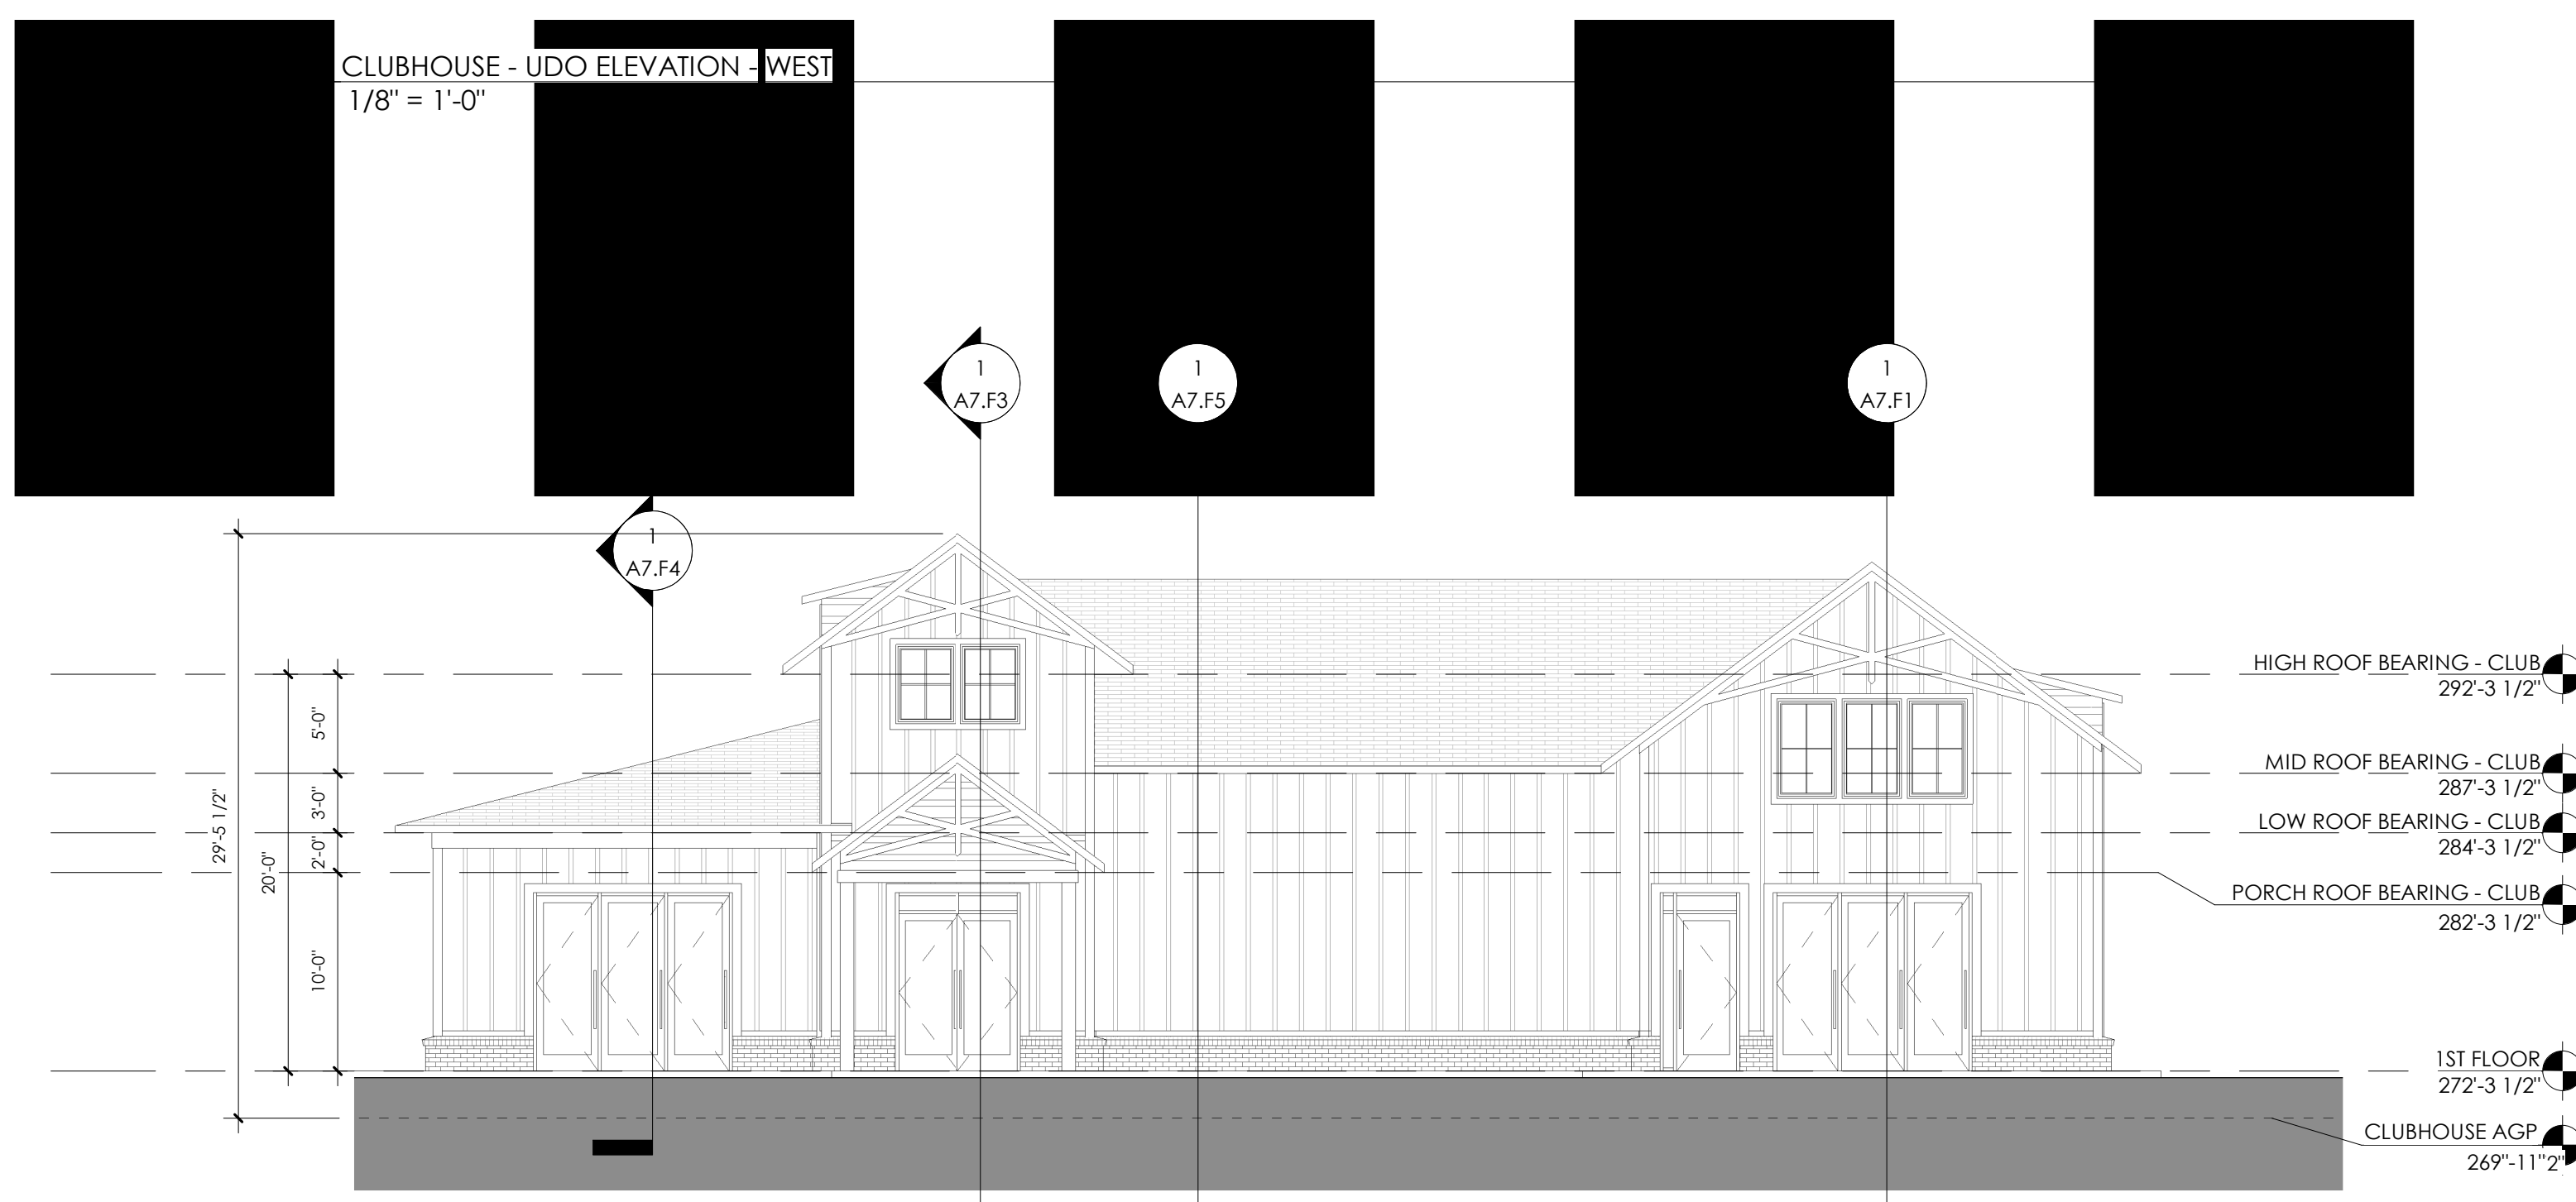 CLUBHOUSE - UDO ELEVATION - WEST
1/8" = 1'-0"
1
A7.F3
1
A7.F5
1
A7.F1
1
A7.F4
5'-0"
3'-0"
2'-0"
10'-0"
20'-0"
29'-5 1/2"
HIGH ROOF BEARING - CLUB
292'-3 1/2"
MID ROOF BEARING - CLUB
287'-3 1/2"
LOW ROOF BEARING - CLUB
284'-3 1/2"
PORCH ROOF BEARING - CLUB
282'-3 1/2"
1ST FLOOR
272'-3 1/2"
CLUBHOUSE AGP
269"-11"2"